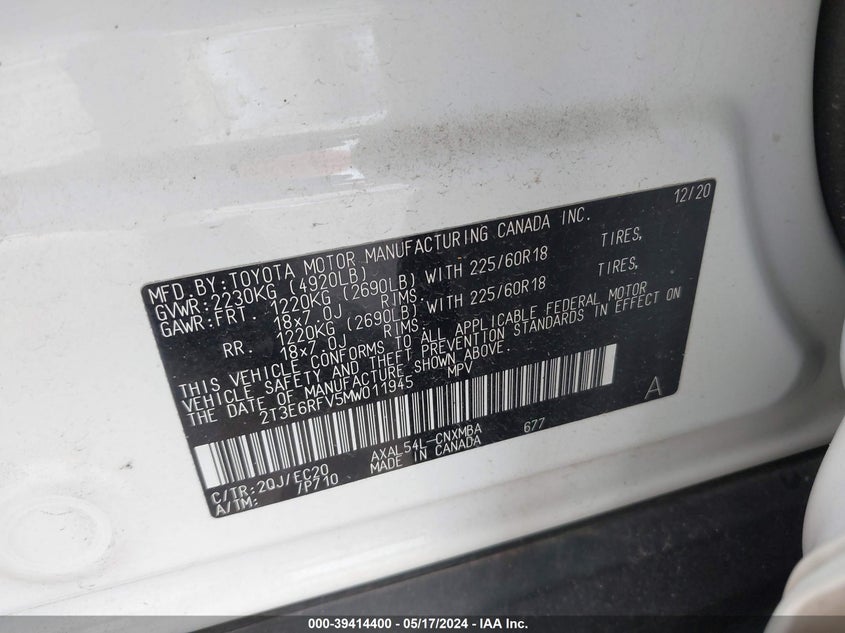 12/20
MFD.BY:TOYOTA MOTOR MANUFACTURING CANADA INC.
GVWR:2230KG (4920LB)
GAWR:FRT. 1220KG (2690LB) WITH 225/60R18 TIRES,
18x7.0J RIMS:
RR. 1220KG (2690LB) WITH 225/60R18 TIRES,
18x7.0J RIMS:
THIS VEHICLE CONFORMS TO ALL APPLICABLE FEDERAL MOTOR
VEHICLE SAFETY AND THEFT PREVENTION STANDARDS IN EFFECT ON
THE DATE OF MANUFACTURE SHOWN ABOVE.
2T3E6RFV5MW011945 MPV
A
C/TR:2QJ/EC20 AXAL54L-CNXMBA 677
A/TM: /P710 MADE IN CANADA
000-39414400 - 05/17/2024 - IAA Inc.